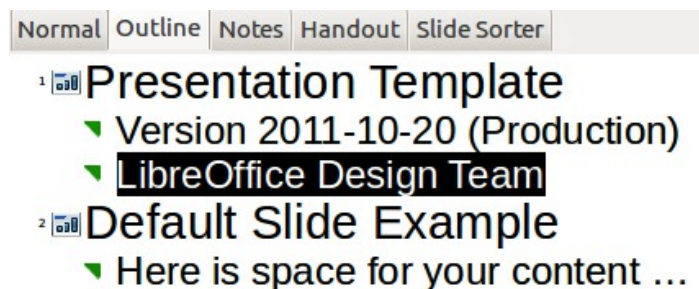 Normal Outline Notes Handout Slide Sorter
1 Presentation Template
Version 2011-10-20 (Production)
LibreOffice Design Team
2 Default Slide Example
Here is space for your content …